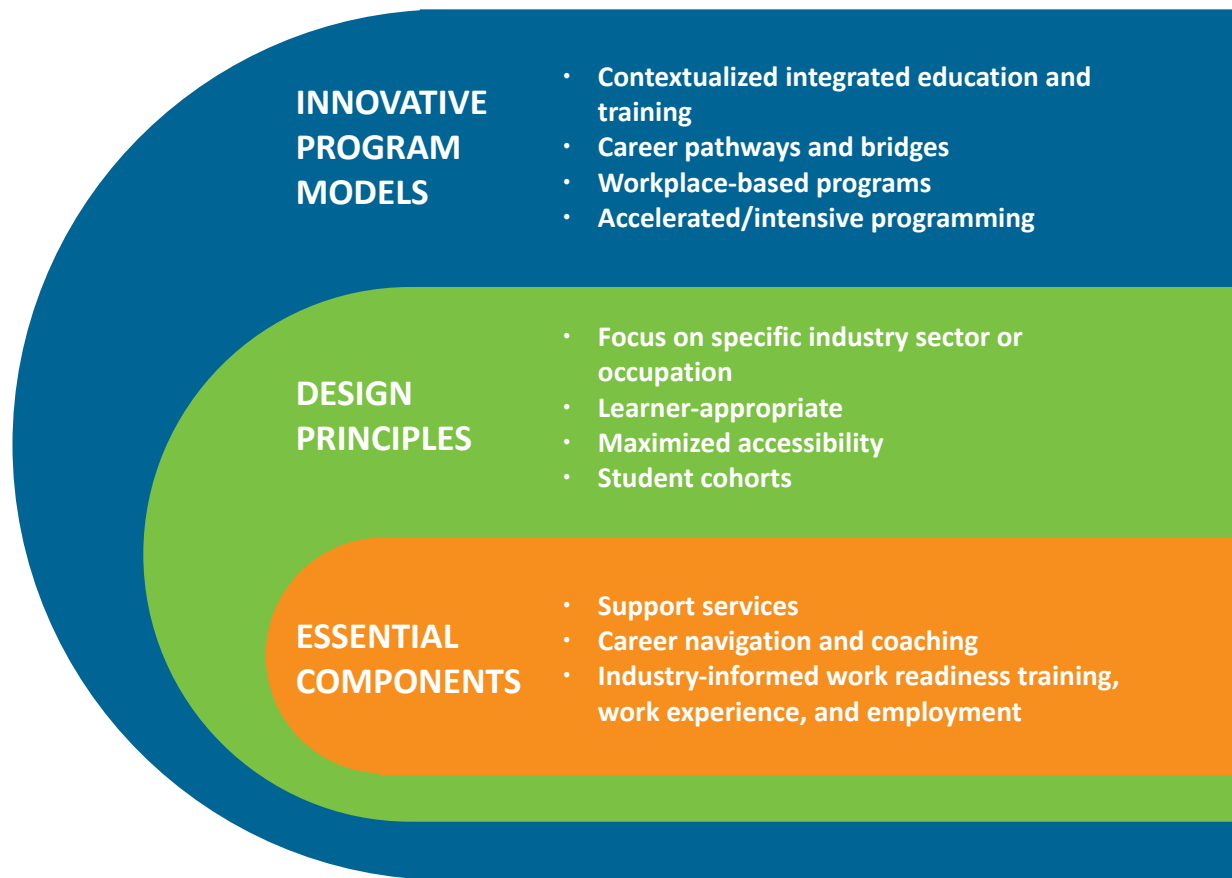 INNOVATIVE
PROGRAM
MODELS
· Contextualized integrated education and
training
· Career pathways and bridges
· Workplace-based programs
· Accelerated/intensive programming
DESIGN
PRINCIPLES
· Focus on specific industry sector or
occupation
· Learner-appropriate
· Maximized accessibility
· Student cohorts
ESSENTIAL
COMPONENTS
· Support services
· Career navigation and coaching
· Industry-informed work readiness training,
work experience, and employment